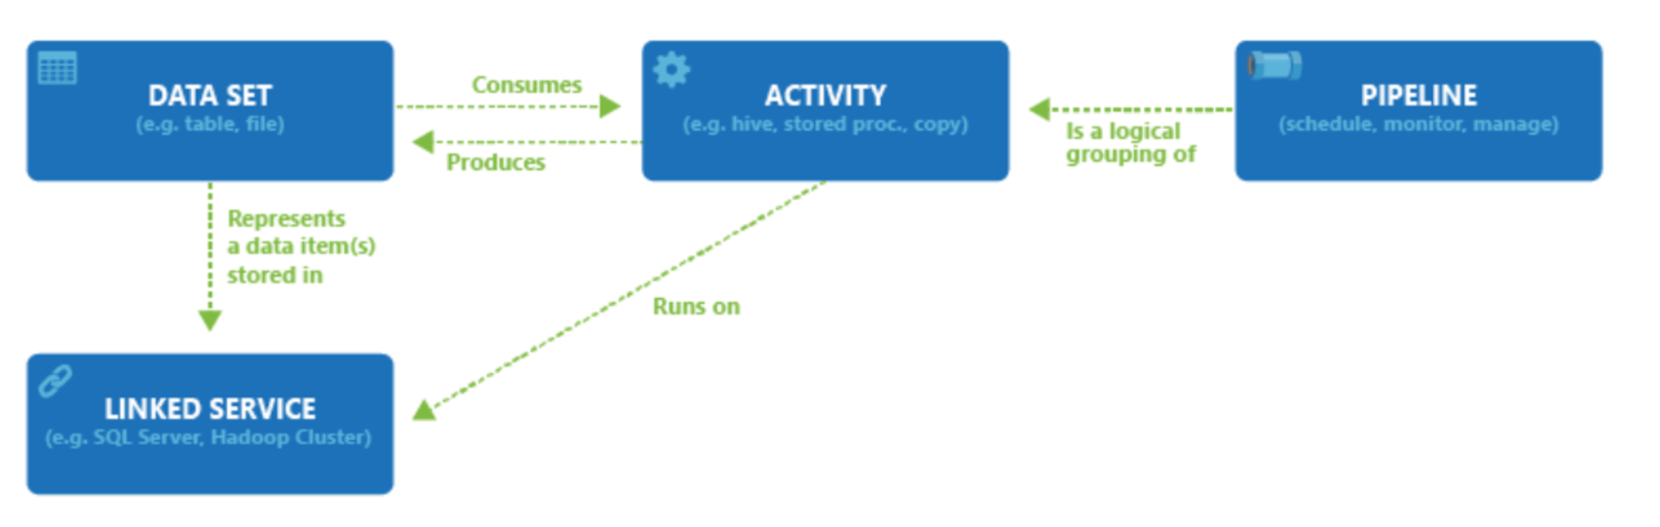 DATA SET
(e.g. table, file)
Consumes
Produces
ACTIVITY
(e.g. hive, stored proc., copy)
Is a logical
grouping of
PIPELINE
(schedule, monitor, manage)
Represents
a data item(s)
stored in
Runs on
LINKED SERVICE
(e.g. SQL Server, Hadoop Cluster)